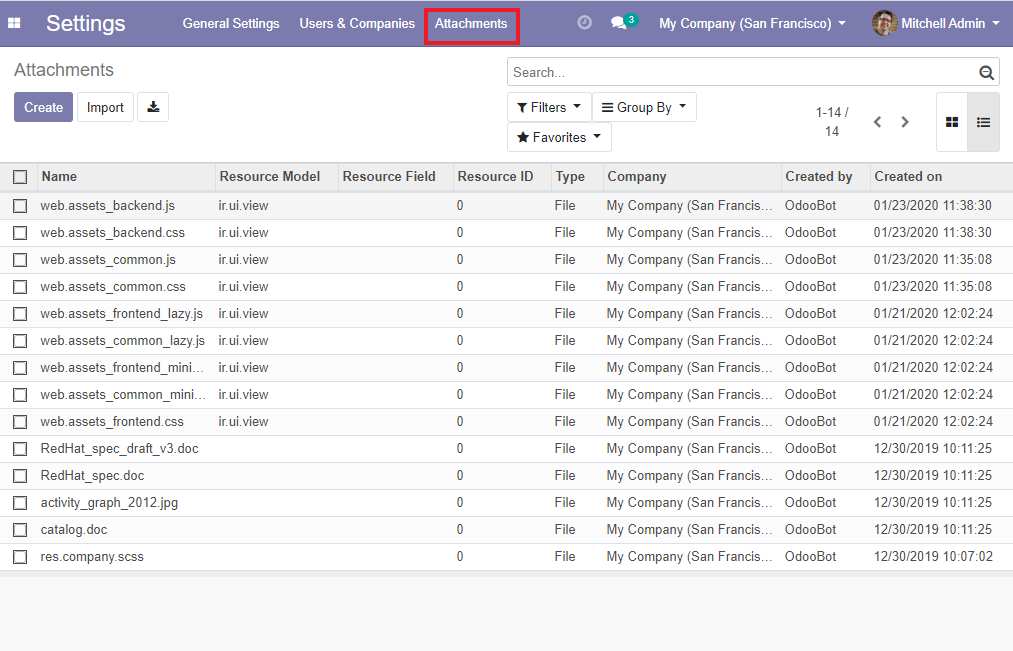 Settings General Settings Users & Companies Attachments 3 My Company (San Francisco) Mitchell Admin
Attachments
Search...
Create Import
Filters Group By
Favorites
1-14 /
14
Name Resource Model Resource Field Resource ID Type Company Created by Created on
web.assets_backend.js ir.ui.view 0 File My Company (San Francis... OdooBot 01/23/2020 11:38:30
web.assets_backend.css ir.ui.view 0 File My Company (San Francis... OdooBot 01/23/2020 11:38:30
web.assets_common.js ir.ui.view 0 File My Company (San Francis... OdooBot 01/23/2020 11:35:08
web.assets_common.css ir.ui.view 0 File My Company (San Francis... OdooBot 01/23/2020 11:35:08
web.assets_frontend_lazy.js ir.ui.view 0 File My Company (San Francis... OdooBot 01/21/2020 12:02:24
web.assets_common_lazy.js ir.ui.view 0 File My Company (San Francis... OdooBot 01/21/2020 12:02:24
web.assets_frontend_mini... ir.ui.view 0 File My Company (San Francis... OdooBot 01/21/2020 12:02:24
web.assets_common_mini... ir.ui.view 0 File My Company (San Francis... OdooBot 01/21/2020 12:02:24
web.assets_frontend.css ir.ui.view 0 File My Company (San Francis... OdooBot 01/21/2020 12:02:24
RedHat_spec_draft_v3.doc 0 File My Company (San Francis... OdooBot 12/30/2019 10:11:25
RedHat_spec.doc 0 File My Company (San Francis... OdooBot 12/30/2019 10:11:25
activity_graph_2012.jpg 0 File My Company (San Francis... OdooBot 12/30/2019 10:11:25
catalog.doc 0 File My Company (San Francis... OdooBot 12/30/2019 10:11:25
res.company.scss 0 File My Company (San Francis... OdooBot 12/30/2019 10:07:02